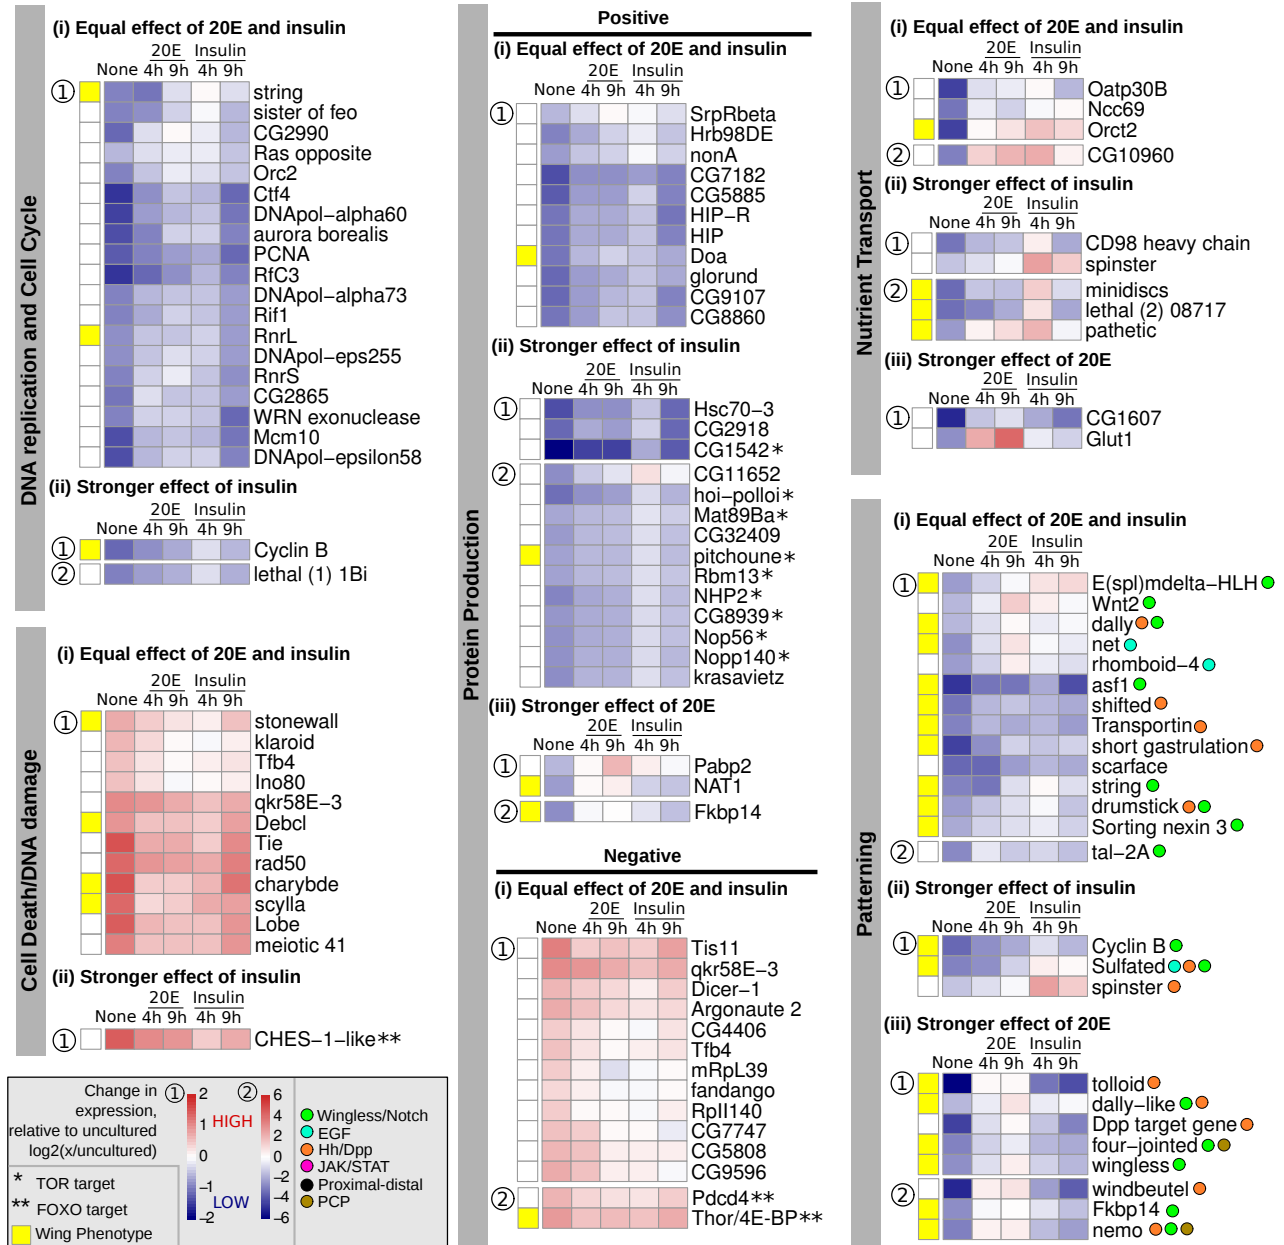 DNA replication and Cell Cycle
(i) Equal effect of 20E and insulin
20E Insulin
None 4h 9h 4h 9h
① string
sister of feo
CG2990
Ras opposite
Orc2
Ctf4
DNApol-alpha60
aurora borealis
PCNA
RfC3
DNApol-alpha73
Rif1
RnrL
DNApol-eps255
RnrS
CG2865
WRN exonuclease
Mcm10
DNApol-epsilon58
(ii) Stronger effect of insulin
20E Insulin
None 4h 9h 4h 9h
① Cyclin B
② lethal (1) 1Bi
Cell Death/DNA damage
(i) Equal effect of 20E and insulin
20E Insulin
None 4h 9h 4h 9h
① stonewall
klaroid
Tfb4
Ino80
qkr58E-3
Debcl
Tie
rad50
charybde
scylla
Lobe
meiotic 41
(ii) Stronger effect of insulin
20E Insulin
None 4h 9h 4h 9h
① CHES-1-like**
Change in
expression,
relative to uncultured
log2(x/uncultured)
* TOR target
** FOXO target
Wing Phenotype
① 2
1
0
-1
-2
HIGH
LOW
② 6
4
2
0
-2
-4
-6
Wingless/Notch
EGF
Hh/Dpp
JAK/STAT
Proximal-distal
PCP
Protein Production
Positive
(i) Equal effect of 20E and insulin
20E Insulin
None 4h 9h 4h 9h
① SrpRbeta
Hrb98DE
nonA
CG7182
CG5885
HIP-R
HIP
Doa
glorund
CG9107
CG8860
(ii) Stronger effect of insulin
20E Insulin
None 4h 9h 4h 9h
① Hsc70-3
CG2918
CG1542*
② CG11652
hoi-polloi*
Mat89Ba*
CG32409
pitchoune*
Rbm13*
NHP2*
CG8939*
Nop56*
Nopp140*
krasavietz
(iii) Stronger effect of 20E
20E Insulin
None 4h 9h 4h 9h
① Pabp2
NAT1
② Fkbp14
Negative
(i) Equal effect of 20E and insulin
20E Insulin
None 4h 9h 4h 9h
① Tis11
qkr58E-3
Dicer-1
Argonaute 2
CG4406
Tfb4
mRpL39
fandango
RpII140
CG7747
CG5808
CG9596
② Pdcd4**
Thor/4E-BP**
Nutrient Transport
(i) Equal effect of 20E and insulin
20E Insulin
None 4h 9h 4h 9h
① Oatp30B
Ncc69
Orct2
② CG10960
(ii) Stronger effect of insulin
20E Insulin
None 4h 9h 4h 9h
① CD98 heavy chain
spinster
② minidiscs
lethal (2) 08717
pathetic
(iii) Stronger effect of 20E
20E Insulin
None 4h 9h 4h 9h
① CG1607
Glut1
Patterning
(i) Equal effect of 20E and insulin
20E Insulin
None 4h 9h 4h 9h
① E(spl)mdelta-HLH
Wnt2
dally
net
rhomboid-4
asf1
shifted
Transportin
short gastrulation
scarface
string
drumstick
Sorting nexin 3
② tal-2A
(ii) Stronger effect of insulin
20E Insulin
None 4h 9h 4h 9h
① Cyclin B
Sulfated
spinster
(iii) Stronger effect of 20E
20E Insulin
None 4h 9h 4h 9h
① tolloid
dally-like
Dpp target gene
four-jointed
wingless
② windbeutel
Fkbp14
nemo